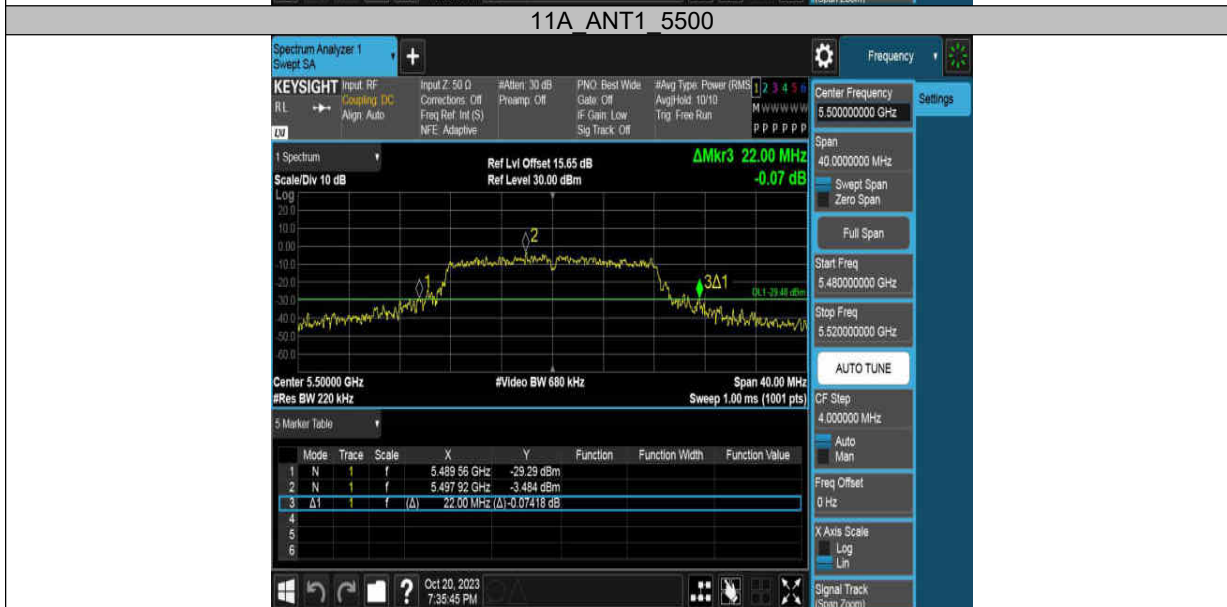 11A_ANT1_5500
Spectrum Analyzer 1
Swept SA
+
Frequency
KEYSIGHT
RL
LXI
Input: RF
Coupling: DC
Align: Auto
Input Z: 50 Ω
Corrections: Off
Freq Ref: Int (S)
NFE: Adaptive
#Atten: 30 dB
Preamp: Off
PNO: Best Wide
Gate: Off
IF Gain: Low
Sig Track: Off
#Avg Type: Power (RMS
Avg|Hold: 10/10
Trig: Free Run
1 2 3 4 5 6
M W W W W W
P P P P P P
Center Frequency
5.500000000 GHz
Settings
Span
40.0000000 MHz
Swept Span
Zero Span
Full Span
Start Freq
5.480000000 GHz
Stop Freq
5.520000000 GHz
AUTO TUNE
CF Step
4.000000 MHz
Auto
Man
Freq Offset
0 Hz
X Axis Scale
Log
Lin
Signal Track
(Span Zoom)
1 Spectrum
Scale/Div 10 dB
Ref Lvl Offset 15.65 dB
Ref Level 30.00 dBm
ΔMkr3 22.00 MHz
-0.07 dB
Log
20.0
10.0
0.00
-10.0
-20.0
-30.0
-40.0
-50.0
-60.0
1
2
3Δ1
DL1 -29.48 dBm
Center 5.50000 GHz
#Video BW 680 kHz
Span 40.00 MHz
#Res BW 220 kHz
Sweep 1.00 ms (1001 pts)
5 Marker Table
Mode Trace Scale X Y Function Function Width Function Value
1 N 1 f 5.489 56 GHz -29.29 dBm
2 N 1 f 5.497 92 GHz -3.484 dBm
3 Δ1 1 f (Δ) 22.00 MHz (Δ) -0.07418 dB
4
5
6
?
Oct 20, 2023
7:35:45 PM